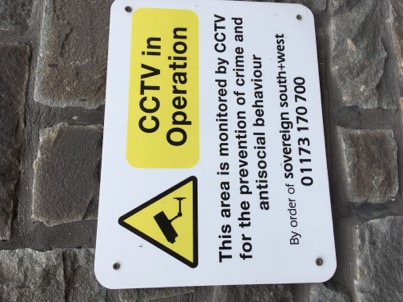 CCTV in
Operation
This area is monitored by CCTV
for the prevention of crime and
antisocial behaviour
By order of sovereign south+west
01173 170 700